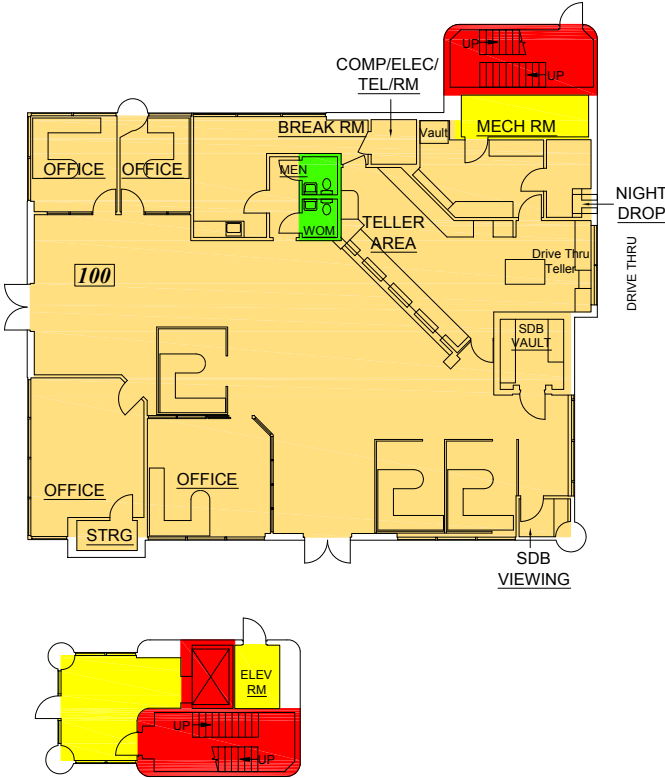 UP
UP
COMP/ELEC/
TEL/RM
BREAK RM
Vault
MECH RM
OFFICE
OFFICE
MEN
WOM
NIGHT
DROP
TELLER
AREA
Drive Thru
Teller
DRIVE THRU
100
SDB
VAULT
OFFICE
OFFICE
STRG
SDB
VIEWING
ELEV
RM
UP
UP